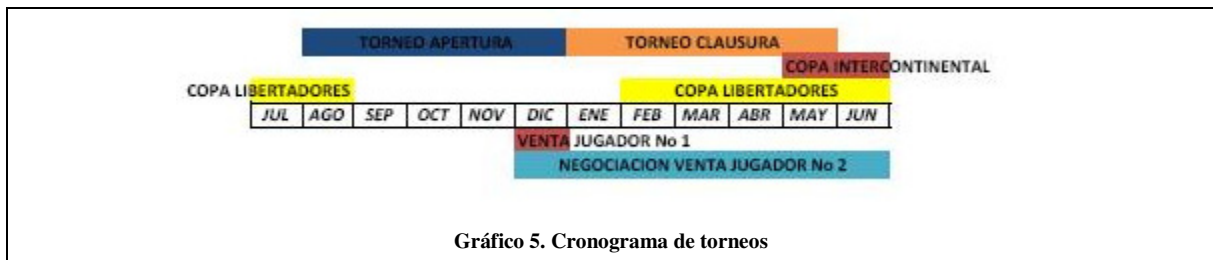 TORNEO APERTURA TORNEO CLAUSURA
COPA INTERCONTINENTAL
COPA LIBERTADORES COPA LIBERTADORES
JUL AGO SEP OCT NOV DIC ENE FEB MAR ABR MAY JUN
VENTA JUGADOR No 1
NEGOCIACION VENTA JUGADOR No 2
Gráfico 5. Cronograma de torneos